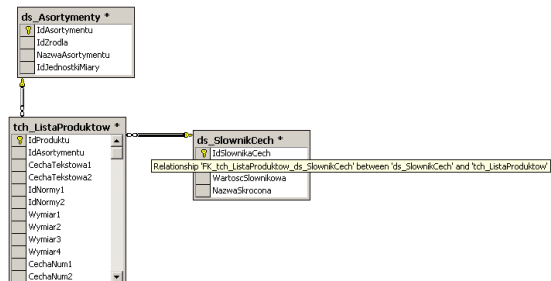 ds_Asortymenty *
IdAsortymentu
IdZrodla
NazwaAsortymentu
IdJednostkiMiary
tch_ListaProduktow *
IdProduktu
IdAsortymentu
CechaTekstowa1
CechaTekstowa2
IdNormy1
IdNormy2
Wymiar1
Wymiar2
Wymiar3
Wymiar4
CechaNum1
CechaNum2
ds_SlownikCech *
IdSlownikaCech
Relationship 'FK_tch_ListaProduktow_ds_SlownikCech' between 'ds_SlownikCech' and 'tch_ListaProduktow'
WartoscSlownikowa
NazwaSkrocona